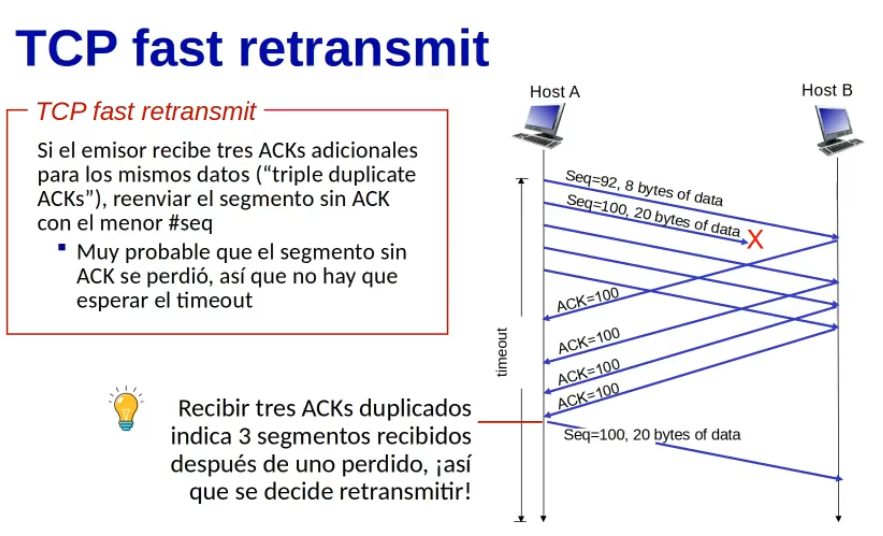 TCP fast retransmit
TCP fast retransmit
Si el emisor recibe tres ACKs adicionales
para los mismos datos (“triple duplicate
ACKs”), reenviar el segmento sin ACK
con el menor #seq
Muy probable que el segmento sin
ACK se perdió, así que no hay que
esperar el timeout
Recibir tres ACKs duplicados
indica 3 segmentos recibidos
después de uno perdido, ¡así
que se decide retransmitir!
Host A
Host B
Seq=92, 8 bytes of data
Seq=100, 20 bytes of data
X
ACK=100
ACK=100
ACK=100
ACK=100
timeout
Seq=100, 20 bytes of data